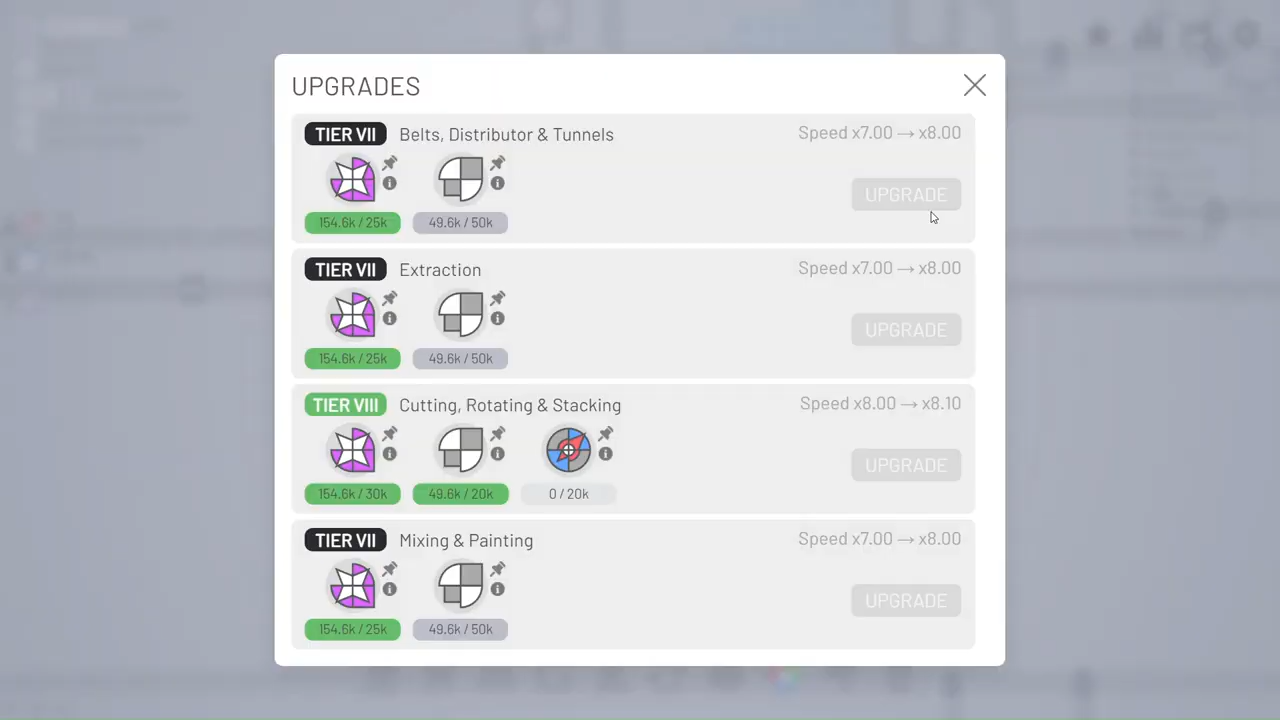 UPGRADES
TIER VII Belts, Distributor & Tunnels Speed x7.00 → x8.00
154.6k / 25k 49.6k / 50k
UPGRADE
TIER VII Extraction Speed x7.00 → x8.00
154.6k / 25k 49.6k / 50k
UPGRADE
TIER VIII Cutting, Rotating & Stacking Speed x8.00 → x8.10
154.6k / 30k 49.6k / 20k 0 / 20k
UPGRADE
TIER VII Mixing & Painting Speed x7.00 → x8.00
154.6k / 25k 49.6k / 50k
UPGRADE